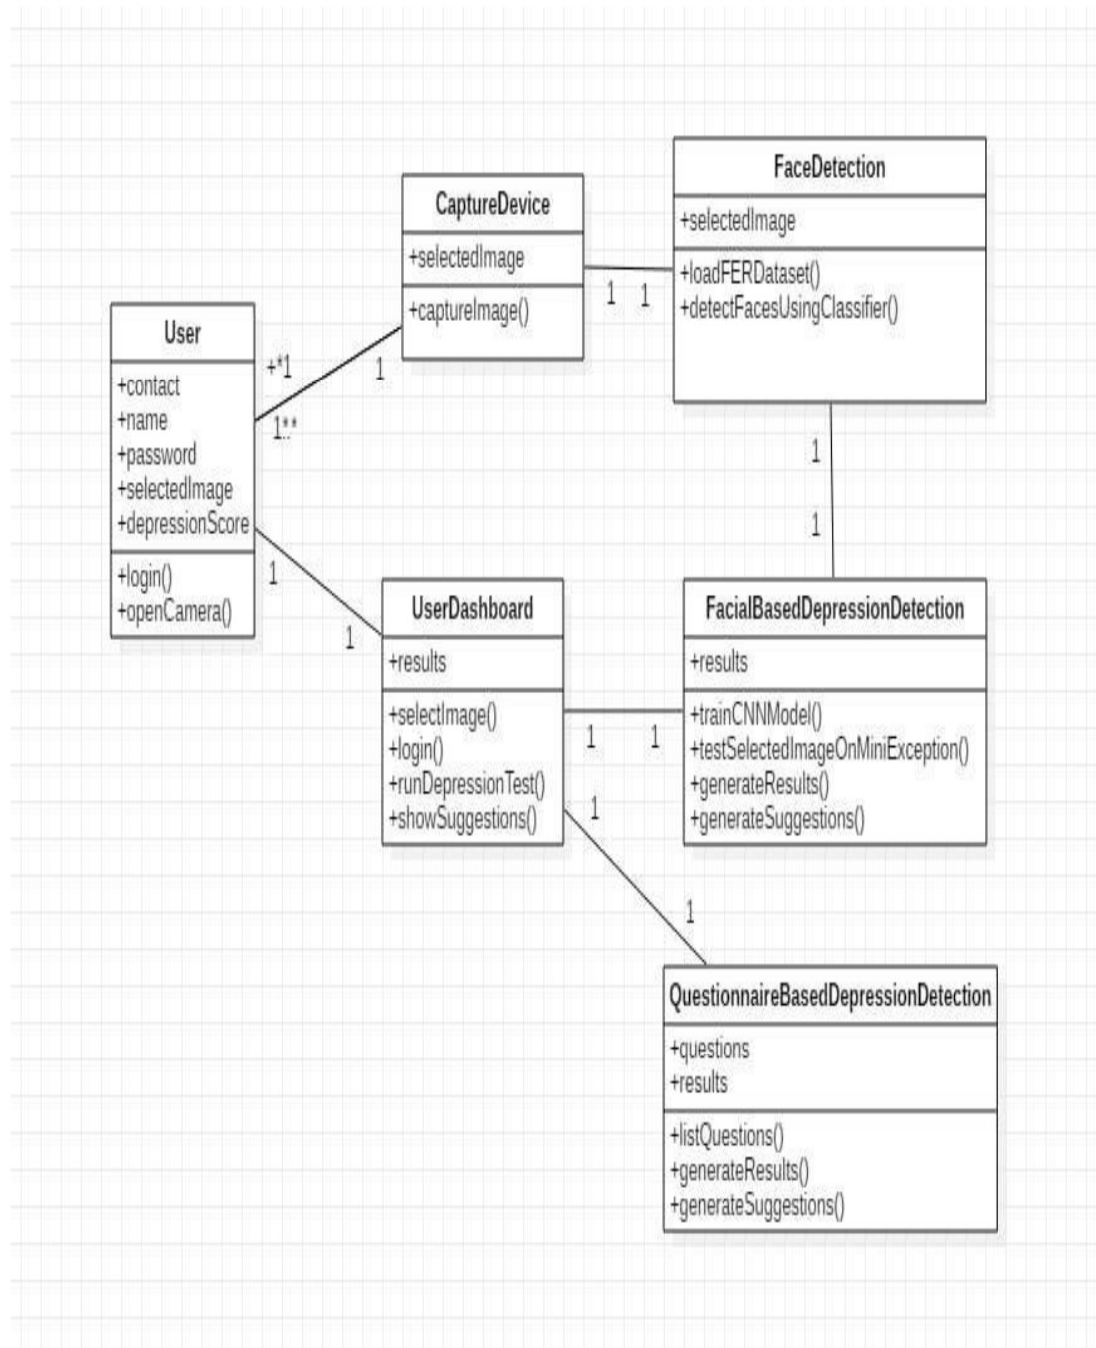 FaceDetection
+selectedImage
+loadFERDataset()
+detectFacesUsingClassifier()
CaptureDevice
+selectedImage
+captureImage()
1
1
User
+contact
+name
+password
+selectedImage
+depressionScore
+login()
+openCamera()
+*1
1..*
1
1
1
1
1
UserDashboard
+results
+selectImage()
+login()
+runDepressionTest()
+showSuggestions()
1
1
FacialBasedDepressionDetection
+results
+trainCNNModel()
+testSelectedImageOnMiniException()
+generateResults()
+generateSuggestions()
1
1
QuestionnaireBasedDepressionDetection
+questions
+results
+listQuestions()
+generateResults()
+generateSuggestions()